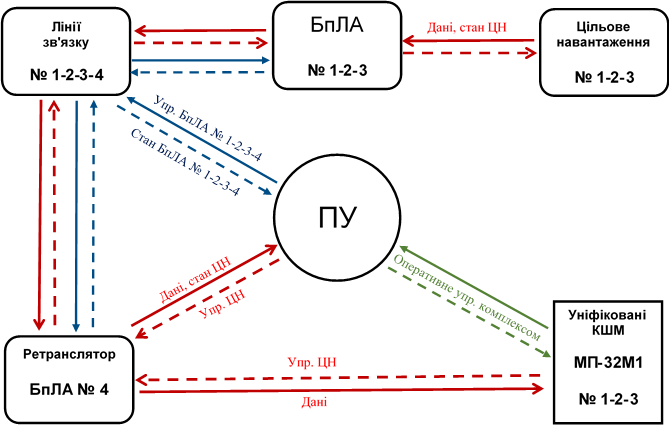 Лінії
зв'язку
№ 1-2-3-4
БпЛА
№ 1-2-3
Дані, стан ЦН
Цільове
навантаження
№ 1-2-3
Упр. БпЛА № 1-2-3-4
Стан БпЛА № 1-2-3-4
ПУ
Дані, стан ЦН
Упр. ЦН
Оперативне упр. комплексом
Ретранслятор
БпЛА № 4
Упр. ЦН
Дані
Уніфіковані
КШМ
МП-32М1
№ 1-2-3